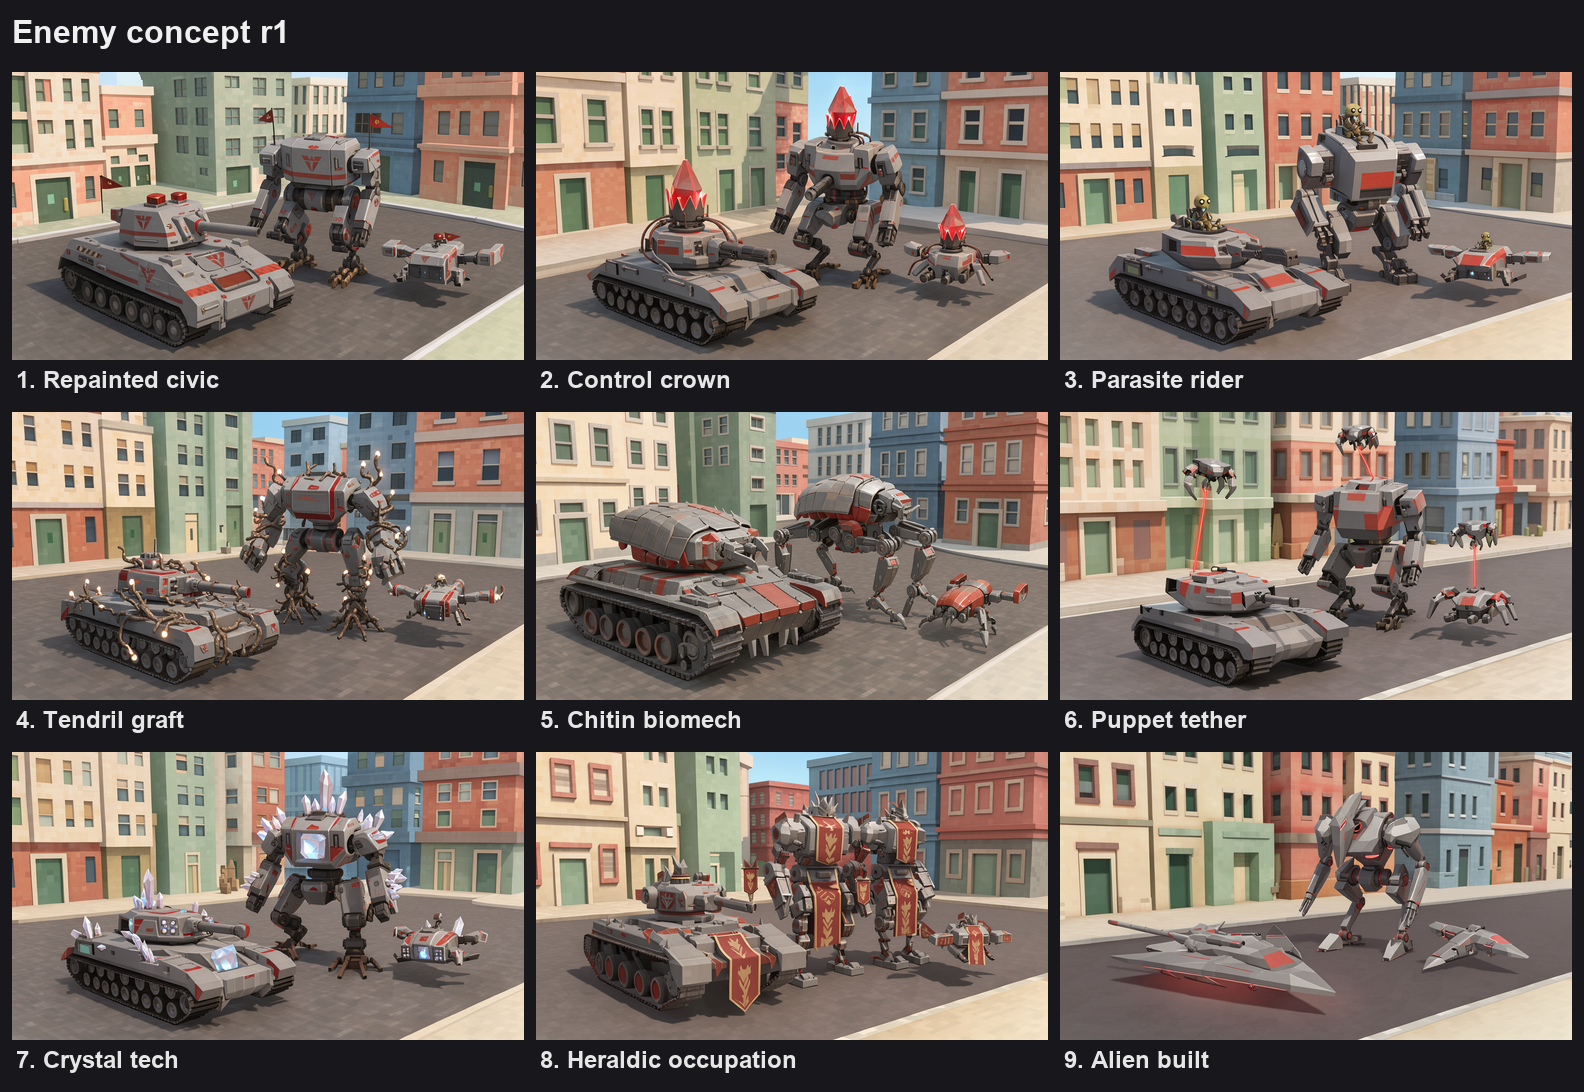 Enemy concept r1
1. Repainted civic
2. Control crown
3. Parasite rider
4. Tendril graft
5. Chitin biomech
6. Puppet tether
7. Crystal tech
8. Heraldic occupation
9. Alien built